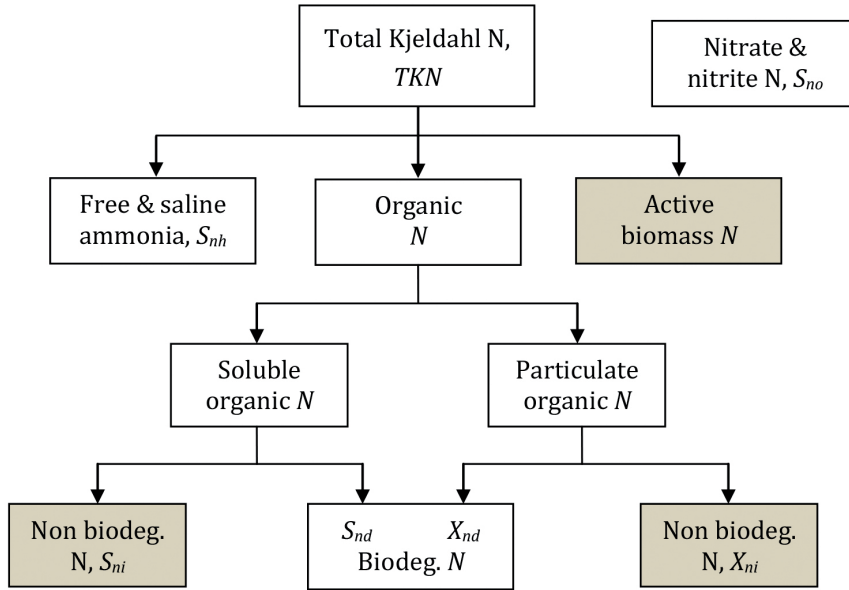 Total Kjeldahl N,
TKN
Nitrate &
nitrite N, Sno
Free & saline
ammonia, Snh
Organic
N
Active
biomass N
Soluble
organic N
Particulate
organic N
Non biodeg.
N, Sni
Snd Xnd
Biodeg. N
Non biodeg.
N, Xni